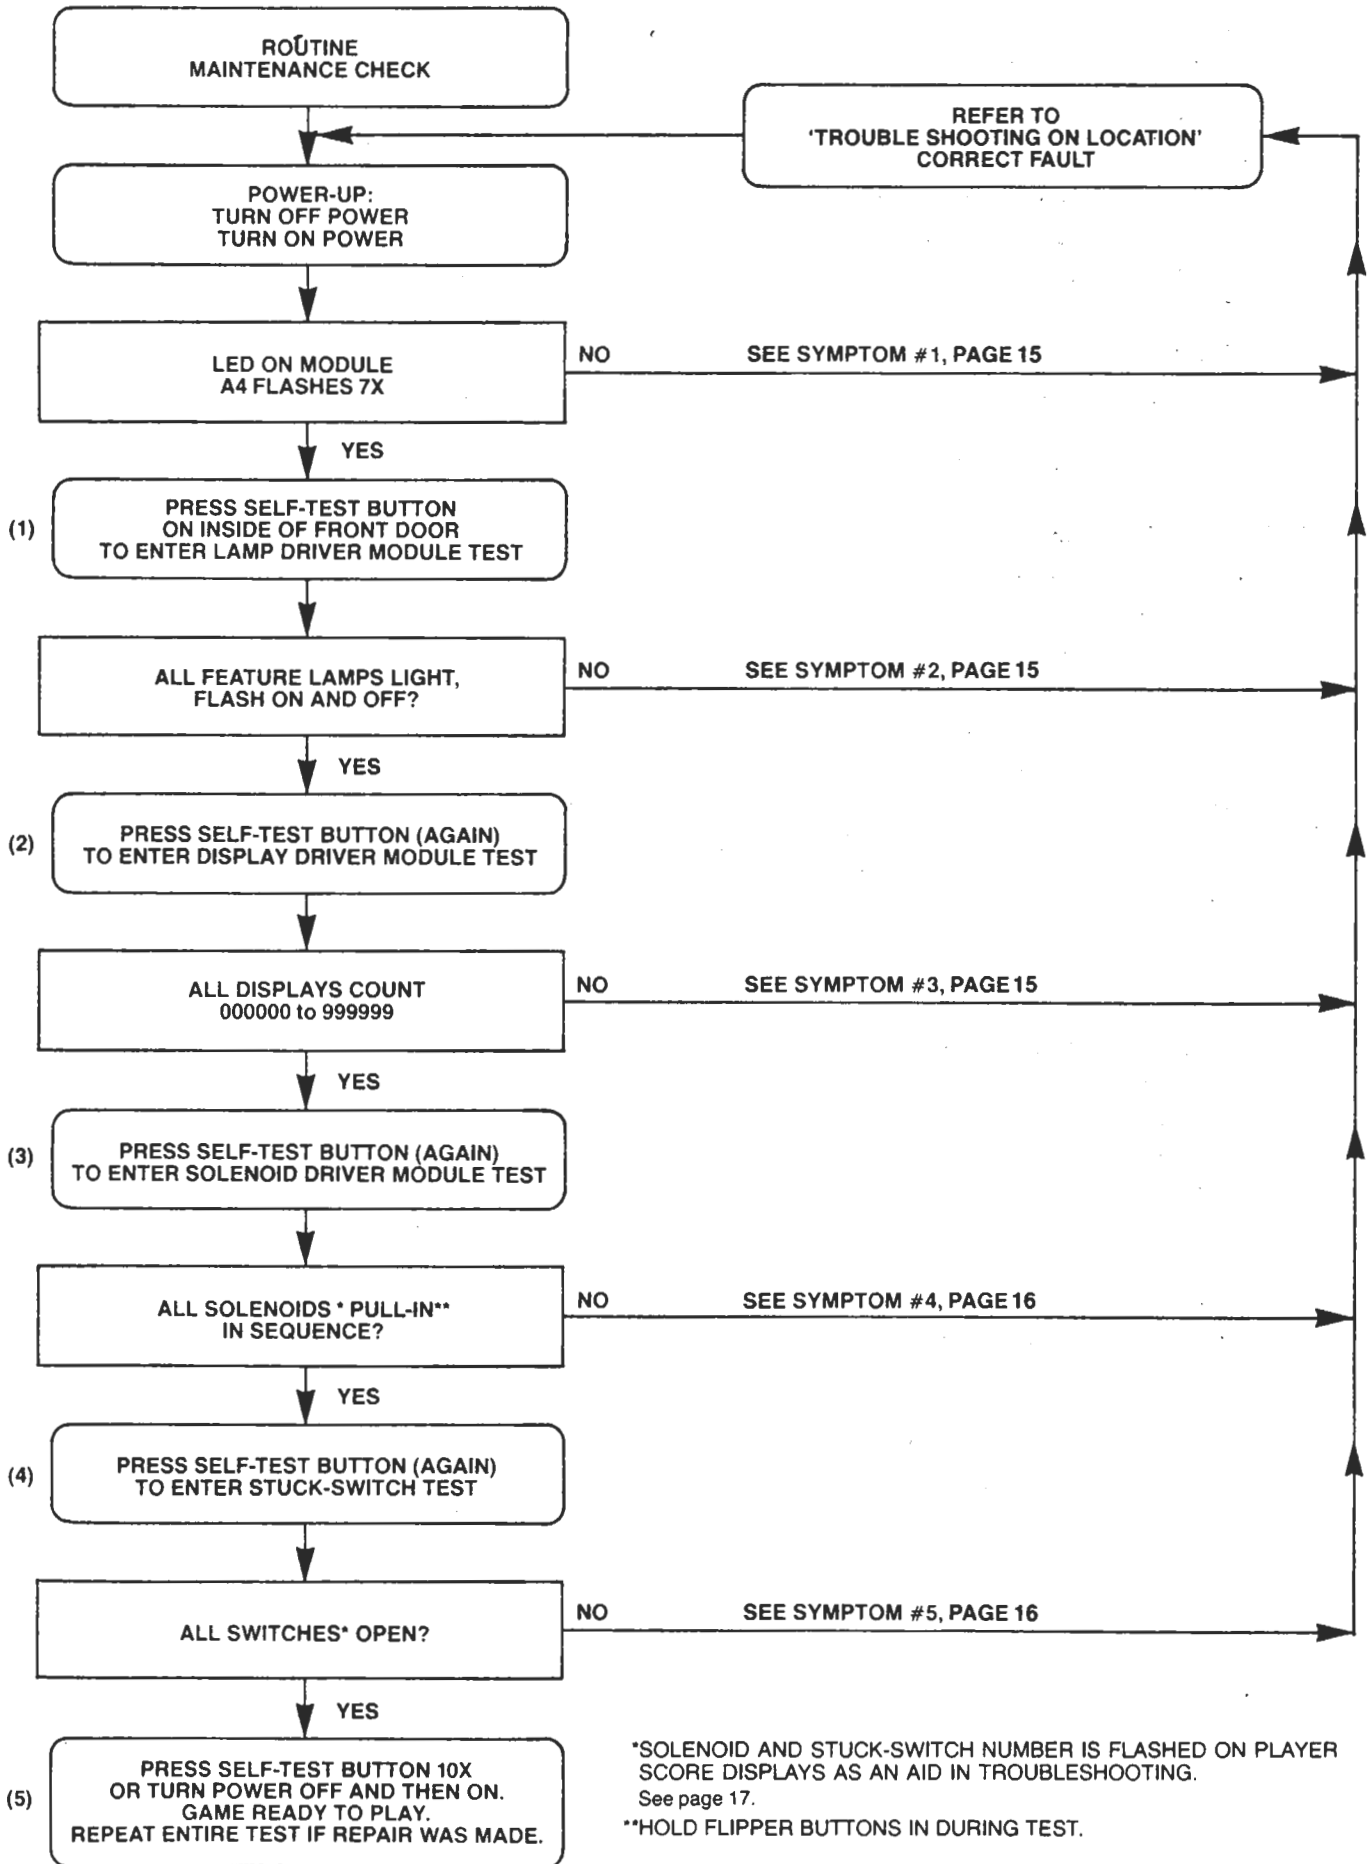 ROUTINE
MAINTENANCE CHECK
REFER TO
'TROUBLE SHOOTING ON LOCATION'
CORRECT FAULT
POWER-UP:
TURN OFF POWER
TURN ON POWER
LED ON MODULE
A4 FLASHES 7X
NO
SEE SYMPTOM #1, PAGE 15
YES
(1)
PRESS SELF-TEST BUTTON
ON INSIDE OF FRONT DOOR
TO ENTER LAMP DRIVER MODULE TEST
ALL FEATURE LAMPS LIGHT,
FLASH ON AND OFF?
NO
SEE SYMPTOM #2, PAGE 15
YES
(2)
PRESS SELF-TEST BUTTON (AGAIN)
TO ENTER DISPLAY DRIVER MODULE TEST
ALL DISPLAYS COUNT
000000 to 999999
NO
SEE SYMPTOM #3, PAGE 15
YES
(3)
PRESS SELF-TEST BUTTON (AGAIN)
TO ENTER SOLENOID DRIVER MODULE TEST
ALL SOLENOIDS * PULL-IN**
IN SEQUENCE?
NO
SEE SYMPTOM #4, PAGE 16
YES
(4)
PRESS SELF-TEST BUTTON (AGAIN)
TO ENTER STUCK-SWITCH TEST
ALL SWITCHES* OPEN?
NO
SEE SYMPTOM #5, PAGE 16
YES
(5)
PRESS SELF-TEST BUTTON 10X
OR TURN POWER OFF AND THEN ON.
GAME READY TO PLAY.
REPEAT ENTIRE TEST IF REPAIR WAS MADE.
*SOLENOID AND STUCK-SWITCH NUMBER IS FLASHED ON PLAYER
SCORE DISPLAYS AS AN AID IN TROUBLESHOOTING.
See page 17.
**HOLD FLIPPER BUTTONS IN DURING TEST.